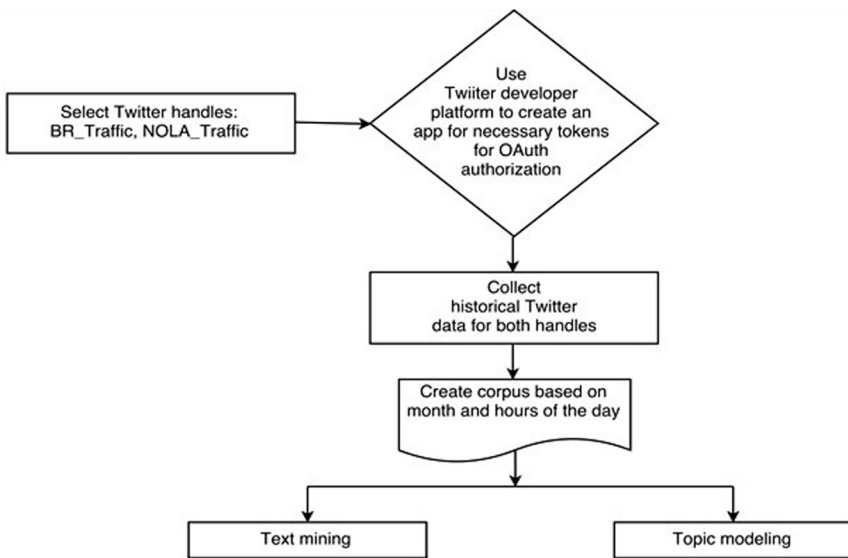 Select Twitter handles:
BR_Traffic, NOLA_Traffic
Use
Twiiter developer
platform to create an
app for necessary tokens
for OAuth
authorization
Collect
historical Twitter
data for both handles
Create corpus based on
month and hours of the day
Text mining
Topic modeling